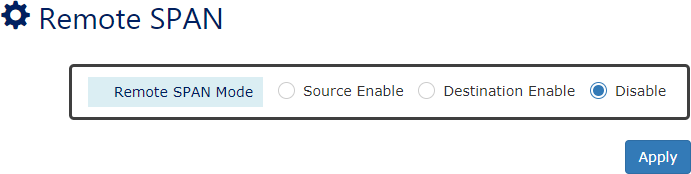 Remote SPAN
Remote SPAN Mode Source Enable Destination Enable Disable
Apply